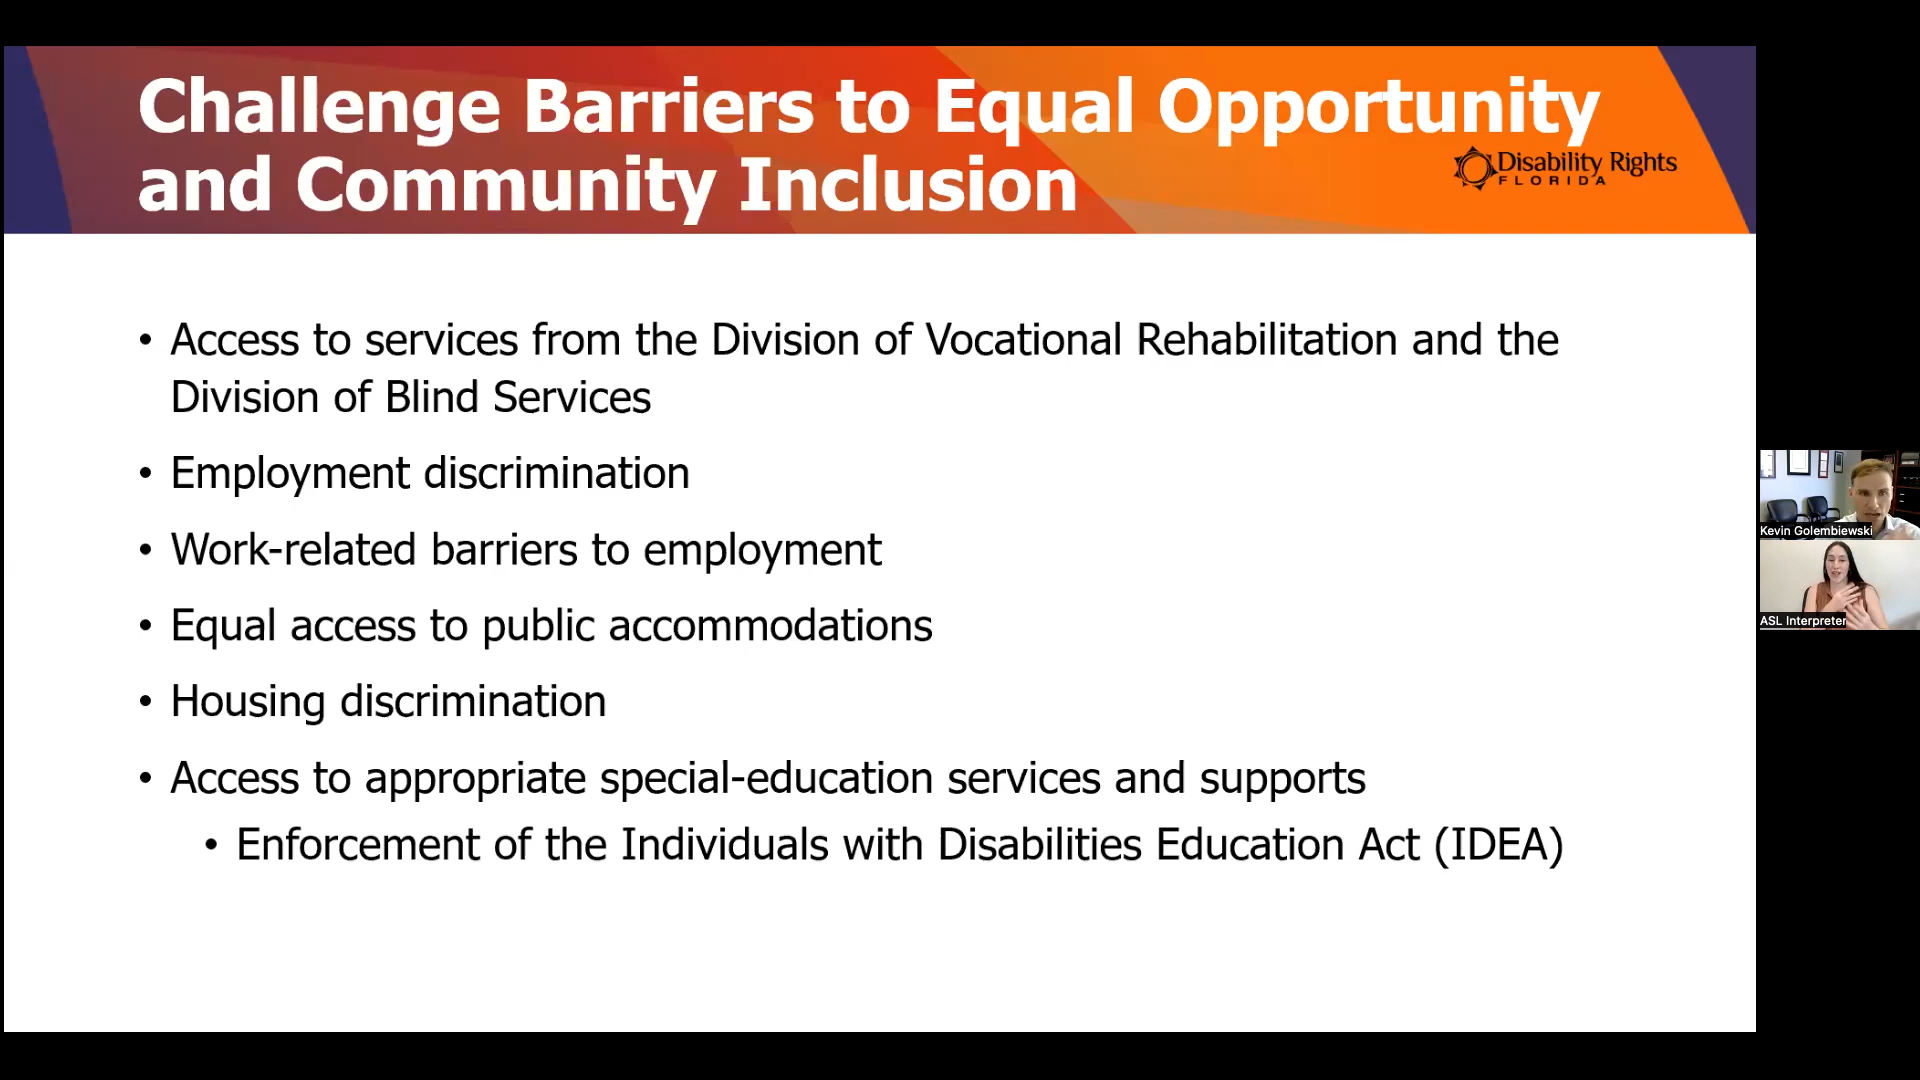 Challenge Barriers to Equal Opportunity
and Community Inclusion
Disability Rights
FLORIDA
• Access to services from the Division of Vocational Rehabilitation and the
Division of Blind Services
• Employment discrimination
• Work-related barriers to employment
• Equal access to public accommodations
• Housing discrimination
• Access to appropriate special-education services and supports
• Enforcement of the Individuals with Disabilities Education Act (IDEA)
Kevin Golembiewski
ASL Interpreter